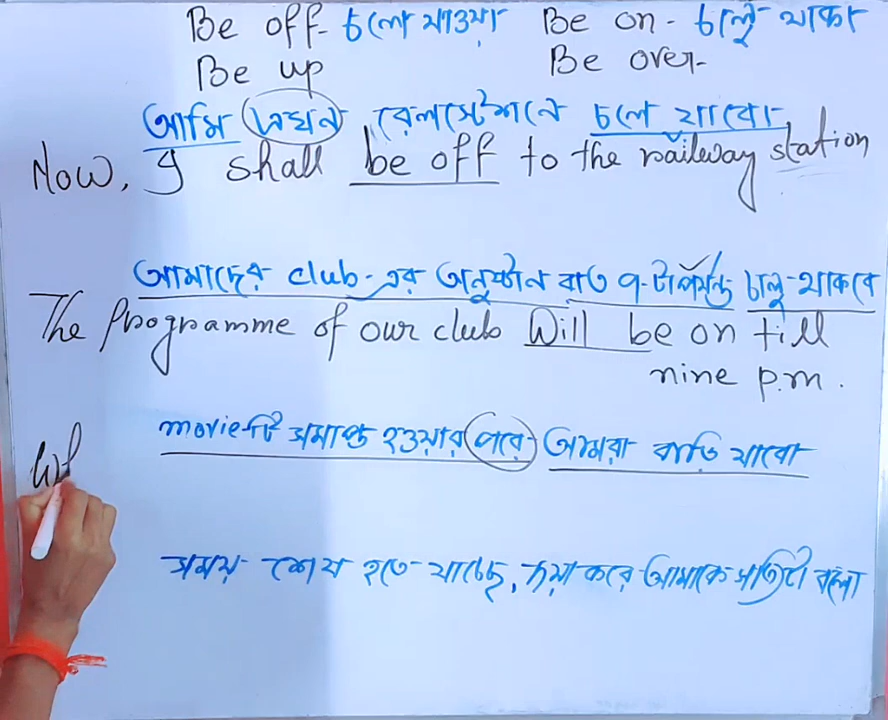 Be off - চলে যাওয়া Be on - চালু থাকা
Be up Be over -
আমি এখন রেলস্টেশনে চলে যাবো
Now, I shall be off to the railway station
আমাদের club-এর অনুষ্ঠান রাত ৯-টা পর্যন্ত চালু থাকবে
The programme of our club will be on till
nine p.m.
movie-টি সমাপ্ত হওয়ার পরে আমরা বাড়ি যাবো
সময় শেষ হতে যাচ্ছে, দয়া করে আমাকে সত্যিটা বলো